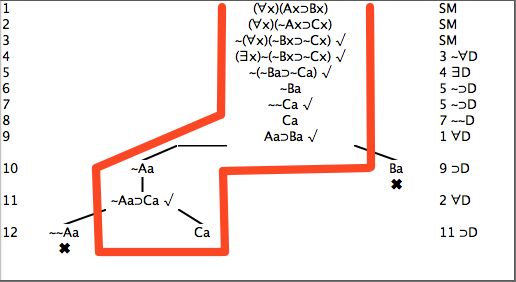 1 (∀x)(Ax⊃Bx) SM
2 (∀x)(~Ax⊃Cx) SM
3 ~(∀x)(~Bx⊃~Cx) √ SM
4 (∃x)~(~Bx⊃~Cx) √ 3 ~∀D
5 ~(~Ba⊃~Ca) √ 4 ∃D
6 ~Ba 5 ~⊃D
7 ~~Ca √ 5 ~⊃D
8 Ca 7 ~~D
9 Aa⊃Ba √ 1 ∀D
10 ~Aa Ba 9 ⊃D
✖
11 ~Aa⊃Ca √ 2 ∀D
12 ~~Aa Ca 11 ⊃D
✖